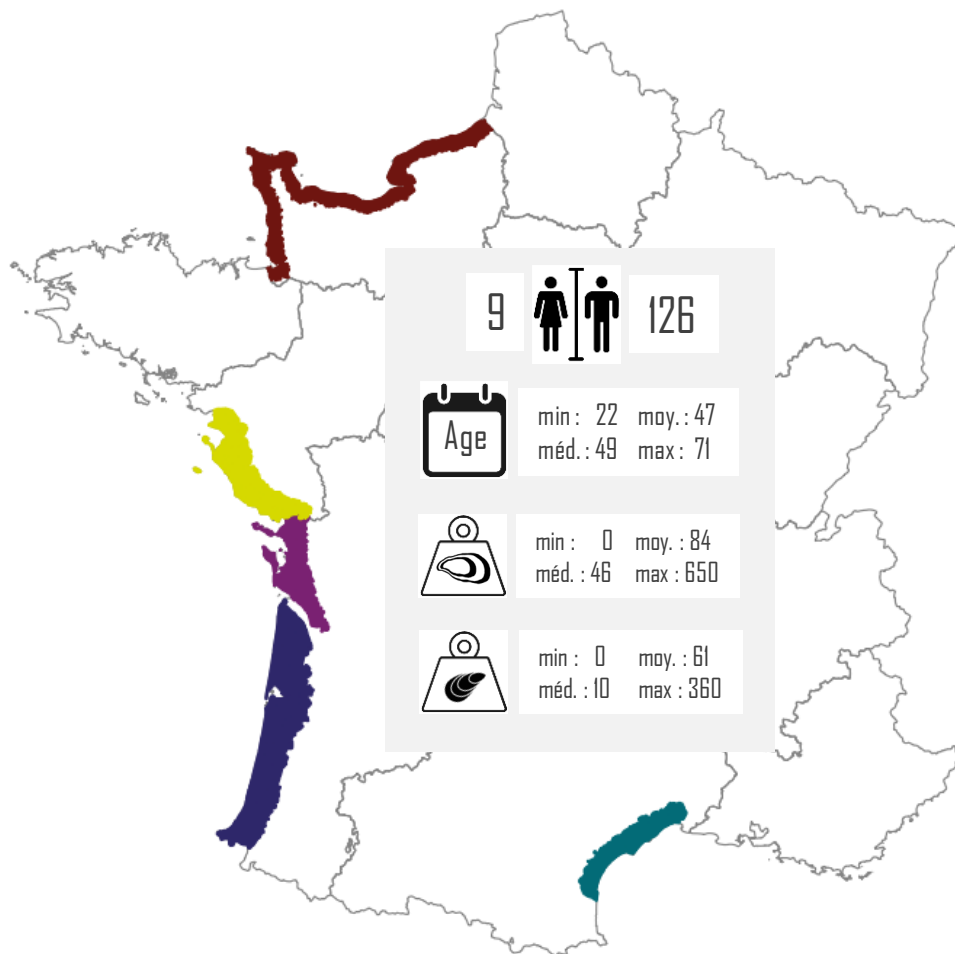 9 126
Age
min : 22 moy. : 47
méd. : 49 max : 71
min : 0 moy. : 84
méd. : 46 max : 650
min : 0 moy. : 61
méd. : 10 max : 360